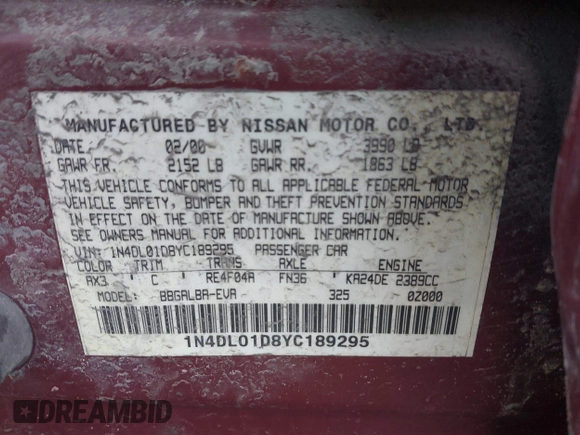 MANUFACTURED BY NISSAN MOTOR CO., LTD.
DATE 02/00 GVWR 3990 LB
GAWR FR. 2152 LB GAWR RR. 1863 LB
THIS VEHICLE CONFORMS TO ALL APPLICABLE FEDERAL MOTOR
VEHICLE SAFETY, BUMPER AND THEFT PREVENTION STANDARDS
IN EFFECT ON THE DATE OF MANUFACTURE SHOWN ABOVE.
SEE OWNERS MANUAL FOR ADDITIONAL INFORMATION
VIN: 1N4DL01D8YC189295 PASSENGER CAR
COLOR TRIM TRANS AXLE ENGINE
AX3 C RE4F04A FN36 KA24DE 2389CC
MODEL: BBGALBA-EVA 325 0Z000
1N4DL01D8YC189295
DREAMBID